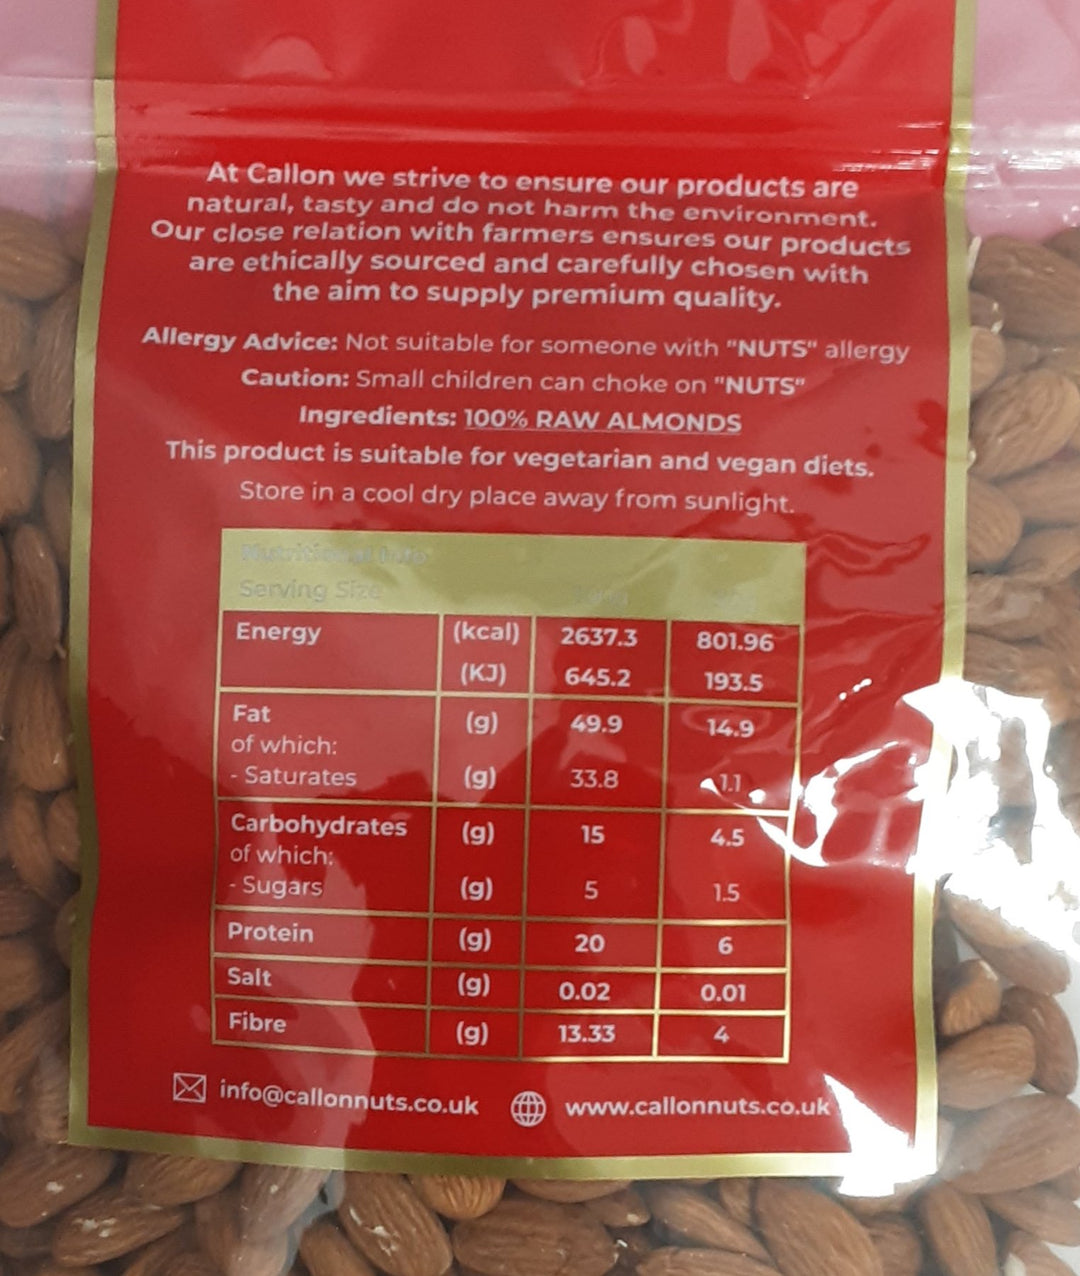 At Callon we strive to ensure our products are
natural, tasty and do not harm the environment.
Our close relation with farmers ensures our products
are ethically sourced and carefully chosen with
the aim to supply premium quality.
Allergy Advice: Not suitable for someone with "NUTS" allergy
Caution: Small children can choke on "NUTS"
Ingredients: 100% RAW ALMONDS
This product is suitable for vegetarian and vegan diets.
Store in a cool dry place away from sunlight.
Nutritional Info
Serving Size 100g 30g
Energy (kcal) 2637.3 801.96
(KJ) 645.2 193.5
Fat (g) 49.9 14.9
of which:
- Saturates (g) 33.8 1.1
Carbohydrates (g) 15 4.5
of which:
- Sugars (g) 5 1.5
Protein (g) 20 6
Salt (g) 0.02 0.01
Fibre (g) 13.33 4
info@callonnuts.co.uk www.callonnuts.co.uk